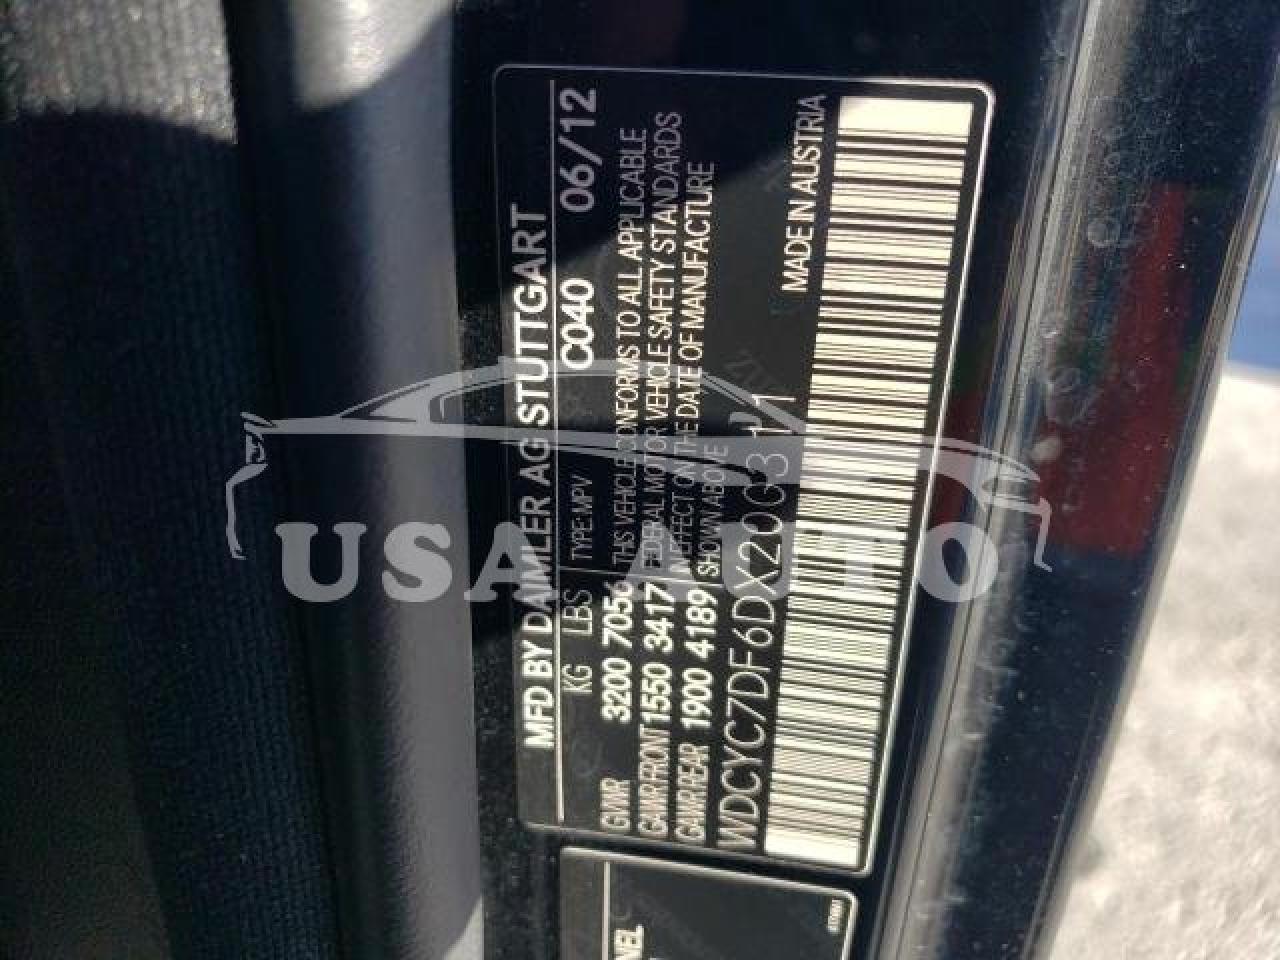 MFD BY DAIMLER AG STUTTGART
KG LBS TYPE: MPV C040 06/12
GVWR 3200 7056 THIS VEHICLE CONFORMS TO ALL APPLICABLE
GAWR FRONT 1550 3417 FEDERAL MOTOR VEHICLE SAFETY STANDARDS
GAWR REAR 1900 4189 IN EFFECT ON THE DATE OF MANUFACTURE
SHOWN ABOVE
WDCYC7DF6DX20
MADE IN AUSTRIA
NEL
USA AUTO